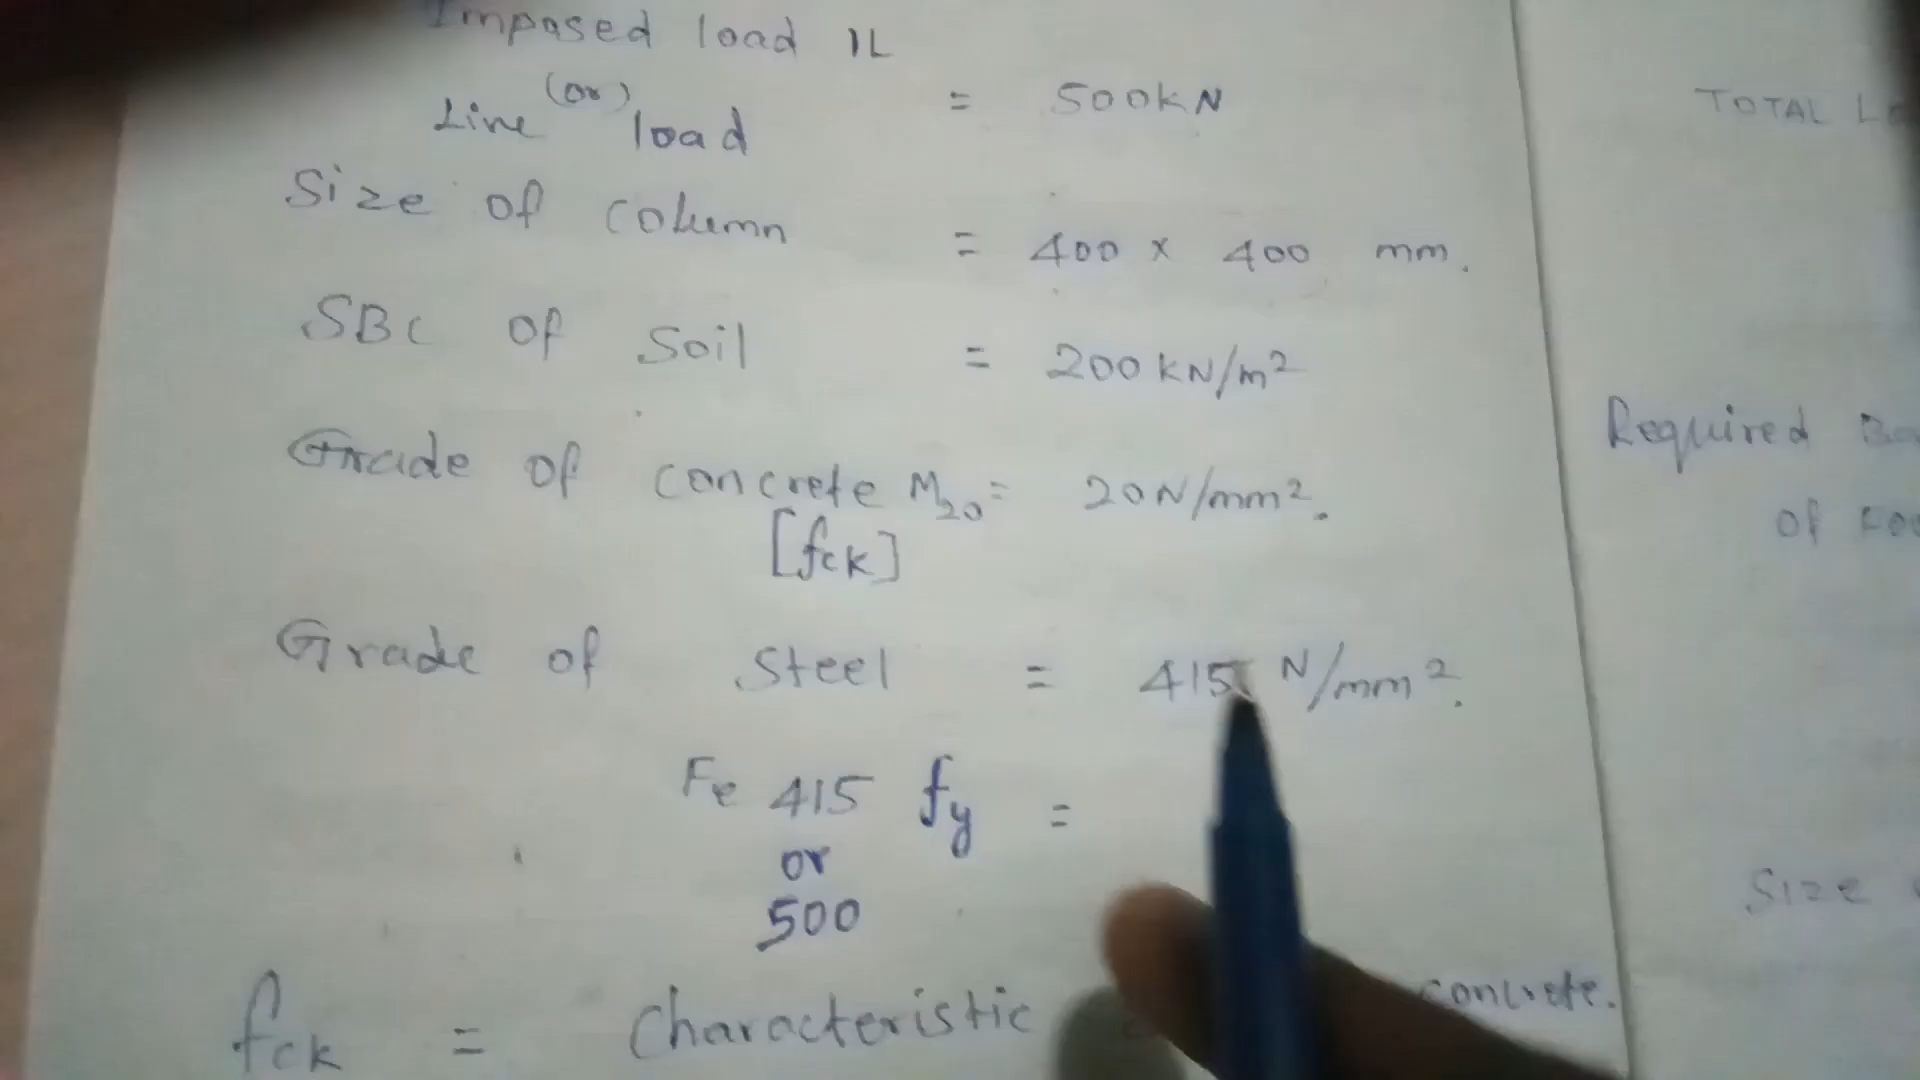 Imposed load IL
(or)
Live load = 500KN
Size of column = 400 x 400 mm.
SBC of Soil = 200 KN/m²
Grade of concrete M20 = 20N/mm².
[fck]
Grade of Steel = 415 N/mm².
Fe 415 fy =
or
500
fck = Characteristic concrete.
TOTAL
Required
of
Size